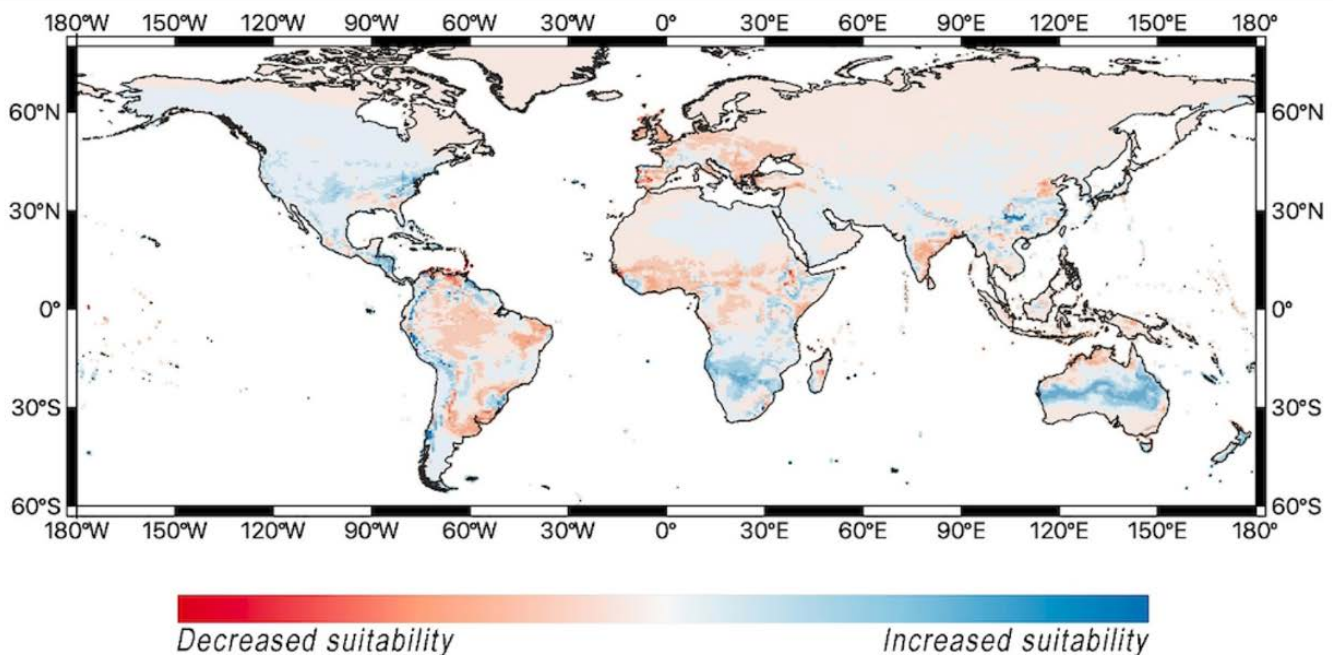 180°W 150°W 120°W 90°W 60°W 30°W 0° 30°E 60°E 90°E 120°E 150°E 180°
60°N 60°N
30°N 30°N
0° 0°
30°S 30°S
60°S 60°S
180°W 150°W 120°W 90°W 60°W 30°W 0° 30°E 60°E 90°E 120°E 150°E 180°
Decreased suitability Increased suitability